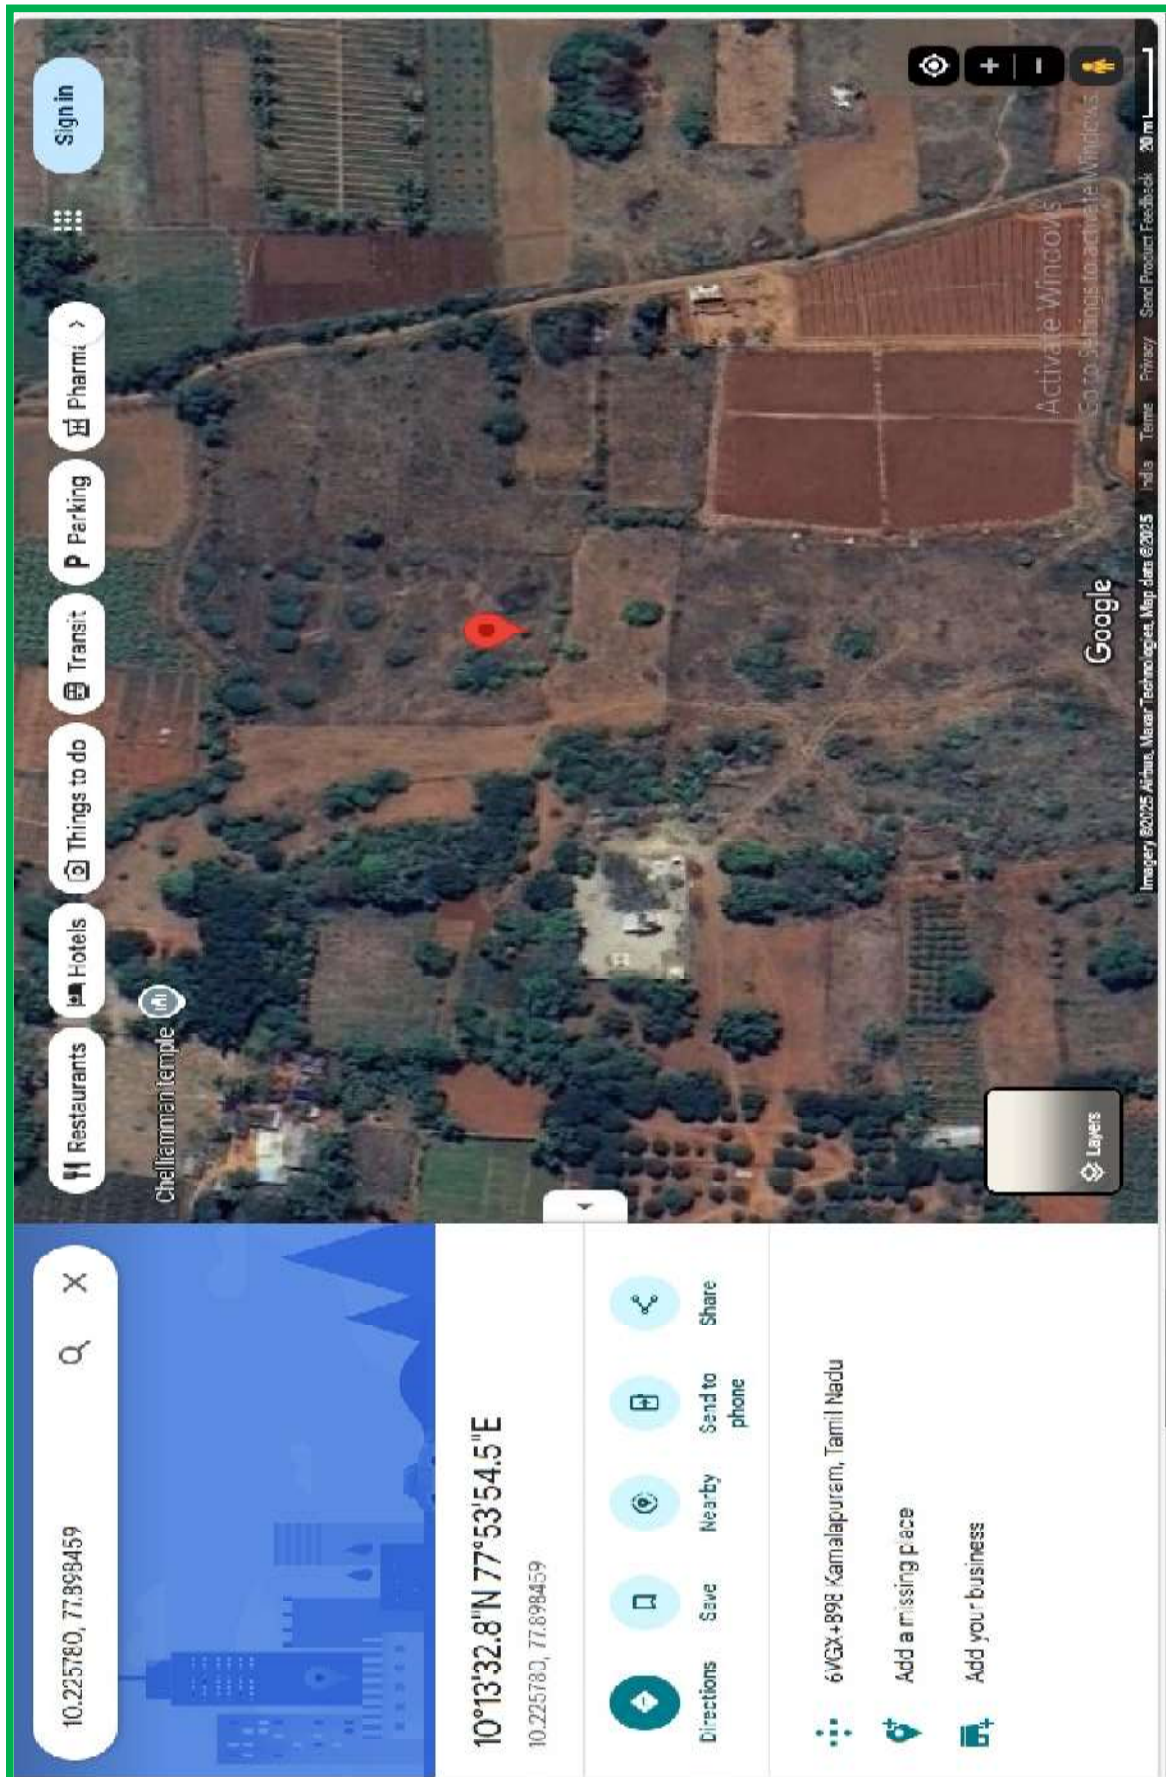 10.225780, 77.898459
Restaurants
Hotels
Things to do
Transit
P Parking
Pharma
Sign in
Chelliamman temple
10°13'32.8"N 77°53'54.5"E
10.225780, 77.898459
Directions
Save
Nearby
Send to
phone
Share
6VGX+898 Kamalapuram, Tamil Nadu
Add a missing place
Add your business
Layers
Google
Activate Windows
Go to Settings to activate Windows
Imagery ©2025 Airbus, Maxar Technologies, Map data ©2025 India Terms Privacy Send Product Feedback 20 m